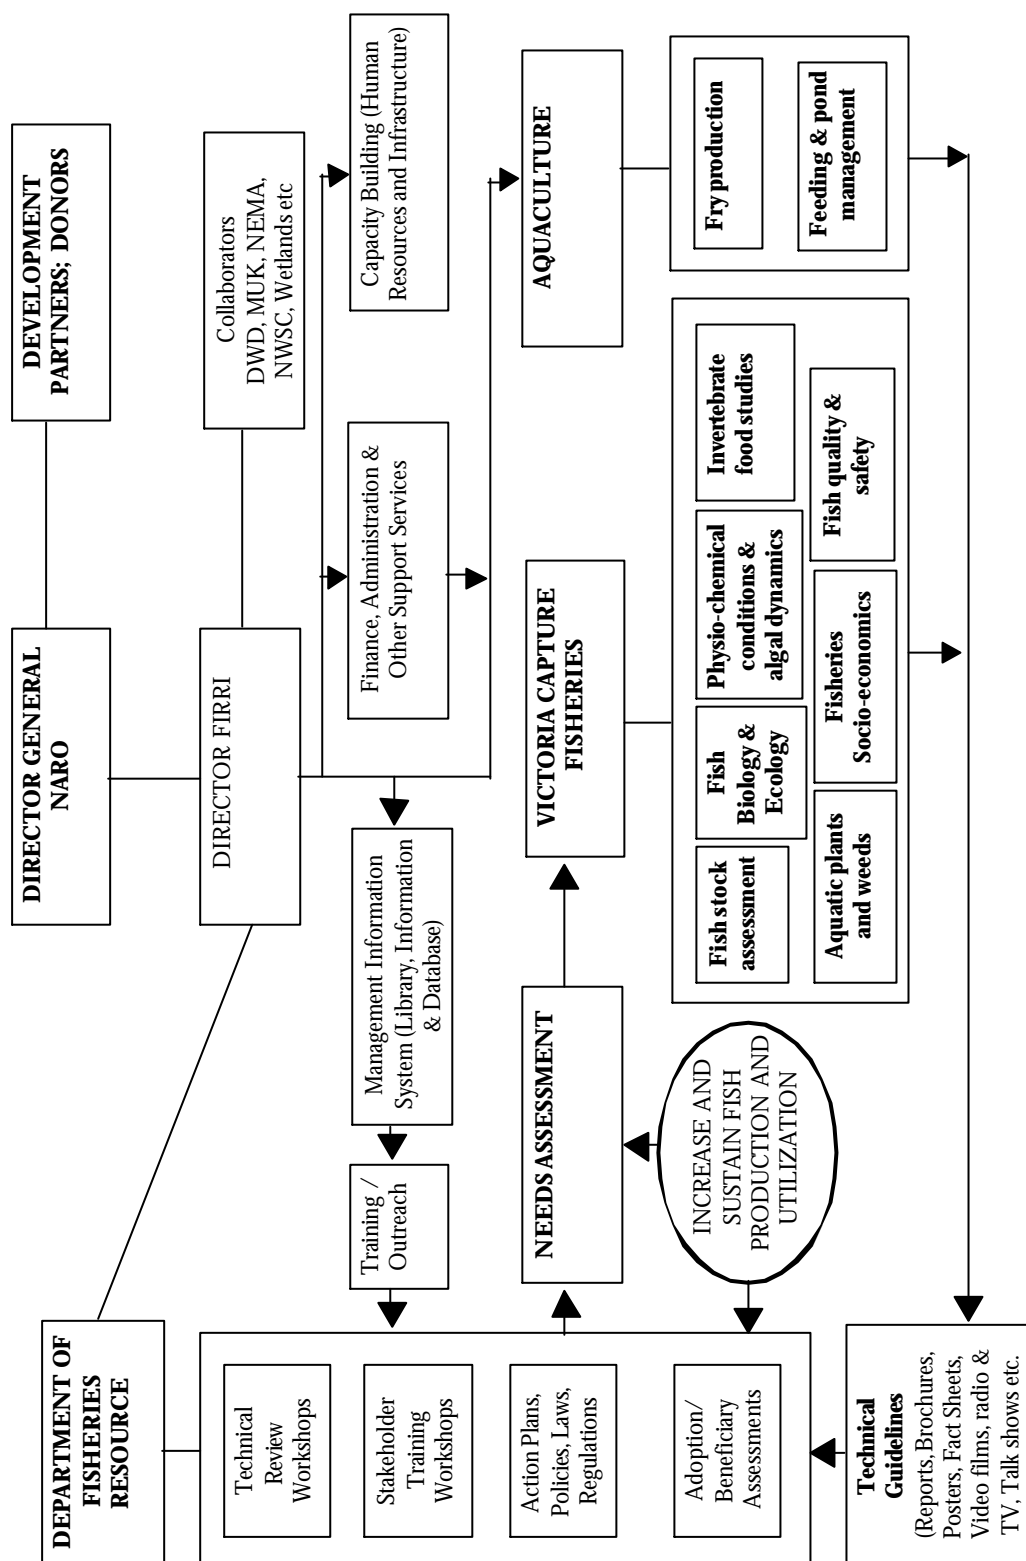 DEPARTMENT OF
FISHERIES
RESOURCE
DIRECTOR GENERAL
NARO
DEVELOPMENT
PARTNERS; DONORS
DIRECTOR FIRRI
Collaborators
DWD, MUK, NEMA,
NWSC, Wetlands etc
Technical
Review
Workshops
Stakeholder
Training
Workshops
Action Plans,
Policies, Laws,
Regulations
Adoption/
Beneficiary
Assessments
Training /
Outreach
Management Information
System (Library, Information
& Database)
Finance, Administration &
Other Support Services
Capacity Building (Human
Resources and Infrastructure)
NEEDS ASSESSMENT
VICTORIA CAPTURE
FISHERIES
AQUACULTURE
INCREASE AND
SUSTAIN FISH
PRODUCTION AND
UTILIZATION
Fish stock
assessment
Fish
Biology &
Ecology
Physio-chemical
conditions &
algal dynamics
Invertebrate
food studies
Aquatic plants
and weeds
Fisheries
Socio-economics
Fish quality &
safety
Fry production
Feeding & pond
management
Technical
Guidelines
(Reports, Brochures,
Posters, Fact Sheets,
Video films, radio &
TV, Talk shows etc.